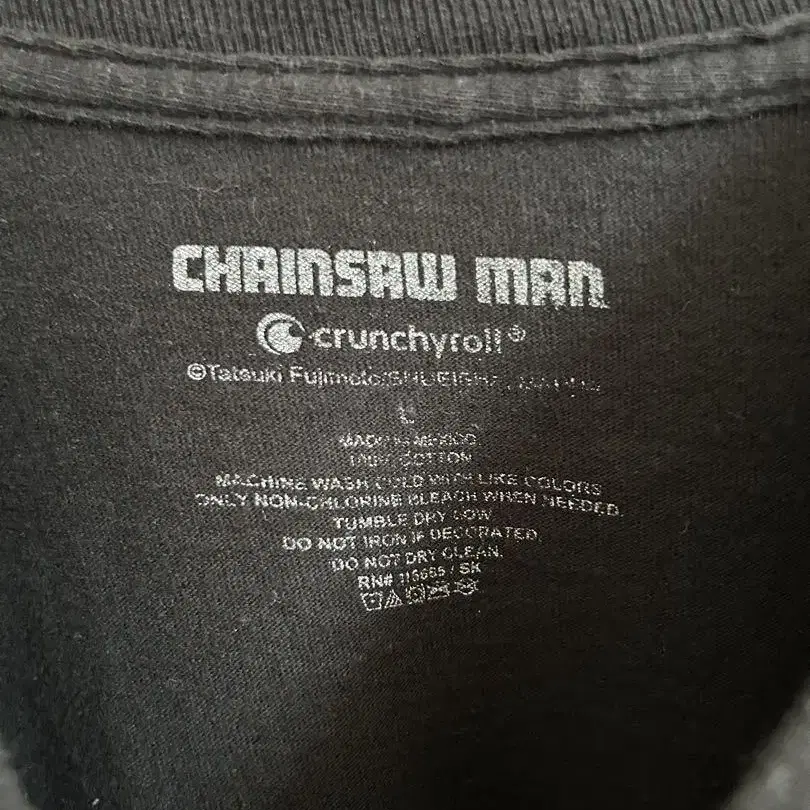 CHAINSAW MAN
crunchyroll®
©Tatsuki Fujimoto/SHUEISHA, MAPPA
L
MADE IN MEXICO
100% COTTON
MACHINE WASH COLD WITH LIKE COLORS
ONLY NON-CHLORINE BLEACH WHEN NEEDED.
TUMBLE DRY LOW
DO NOT IRON IF DECORATED.
DO NOT DRY CLEAN.
RN# / SK